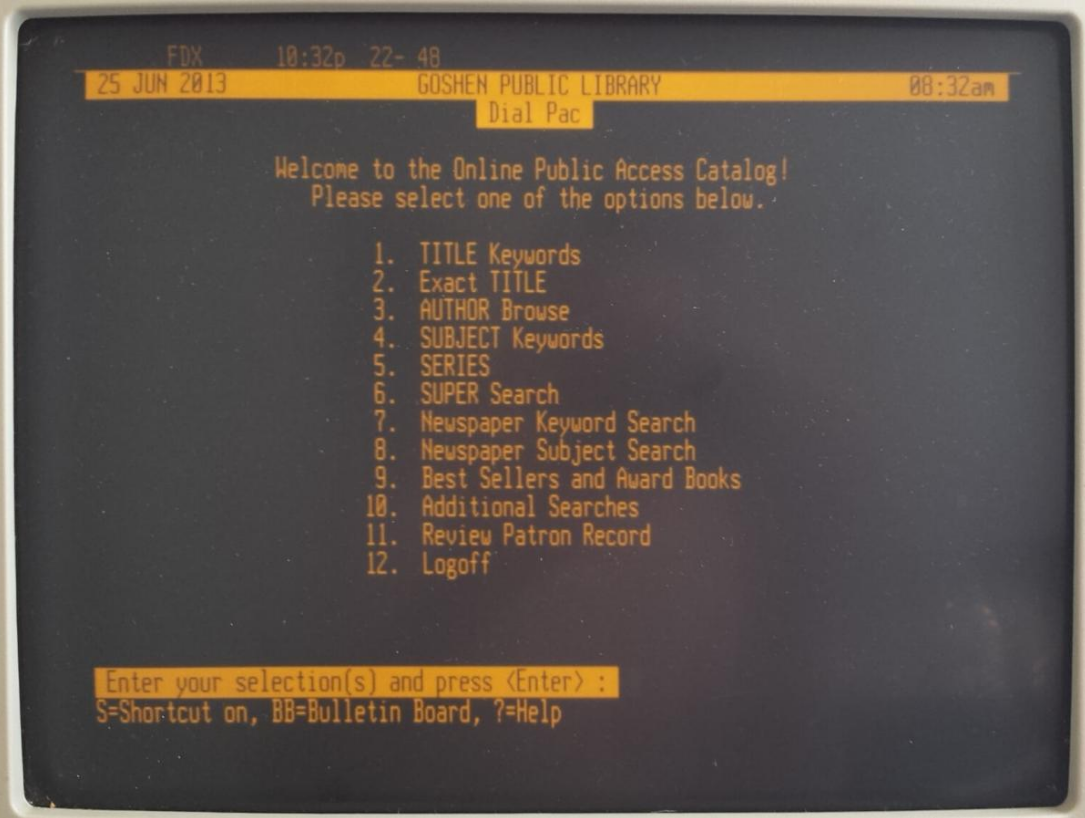 FDX 10:32p 22- 48
25 JUN 2013 GOSHEN PUBLIC LIBRARY 08:32am
Dial Pac
Welcome to the Online Public Access Catalog!
Please select one of the options below.
1. TITLE Keywords
2. Exact TITLE
3. AUTHOR Browse
4. SUBJECT Keywords
5. SERIES
6. SUPER Search
7. Newspaper Keyword Search
8. Newspaper Subject Search
9. Best Sellers and Award Books
10. Additional Searches
11. Review Patron Record
12. Logoff
Enter your selection(s) and press <Enter> :
S=Shortcut on, BB=Bulletin Board, ?=Help